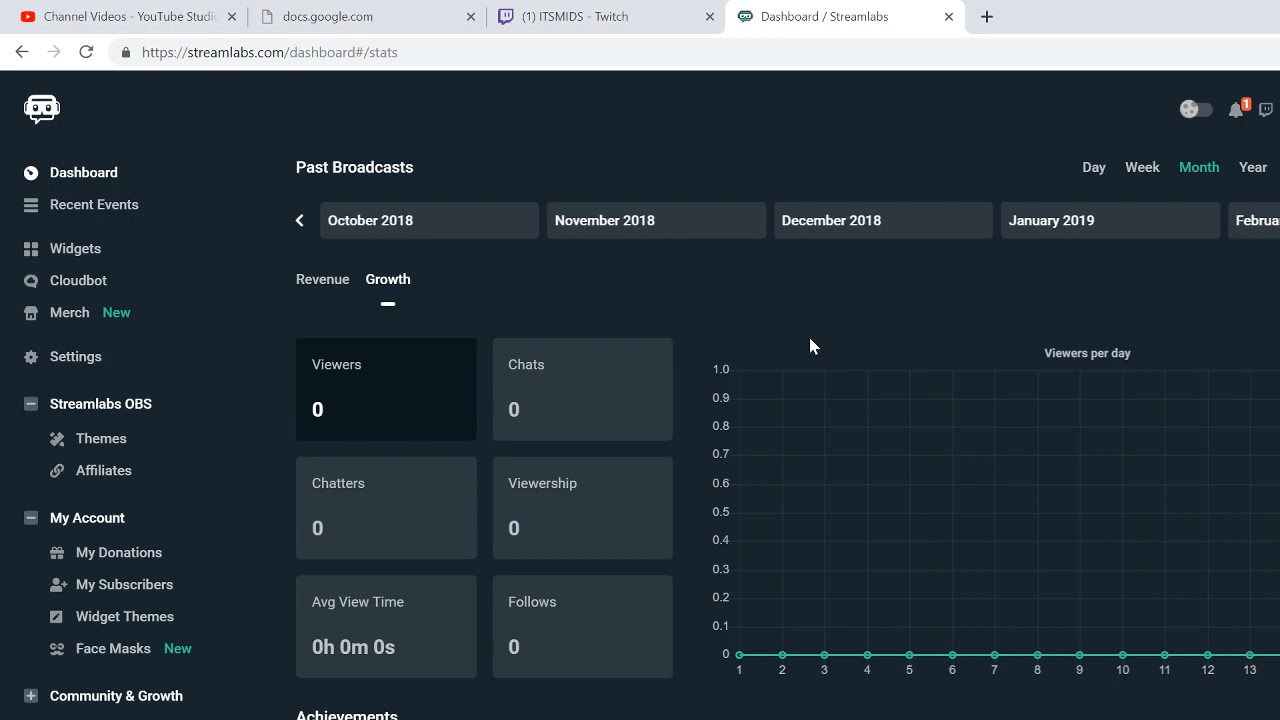 Channel Videos - YouTube Studio
docs.google.com
(1) ITSMIDS - Twitch
Dashboard / Streamlabs
https://streamlabs.com/dashboard#/stats
1
Dashboard
Recent Events
Widgets
Cloudbot
Merch New
Settings
Streamlabs OBS
Themes
Affiliates
My Account
My Donations
My Subscribers
Widget Themes
Face Masks New
Community & Growth
Past Broadcasts
Day Week Month Year
October 2018 November 2018 December 2018 January 2019 Februa
Revenue Growth
Viewers
0
Chats
0
Chatters
0
Viewership
0
Avg View Time
0h 0m 0s
Follows
0
Viewers per day
1.0
0.9
0.8
0.7
0.6
0.5
0.4
0.3
0.2
0.1
0
1 2 3 4 5 6 7 8 9 10 11 12 13
Achievements